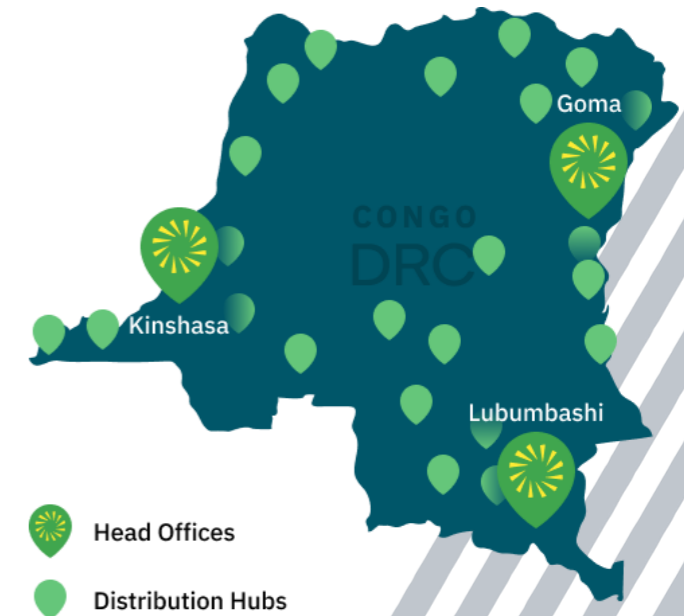 Goma
CONGO
DRC
Kinshasa
Lubumbashi
Head Offices
Distribution Hubs